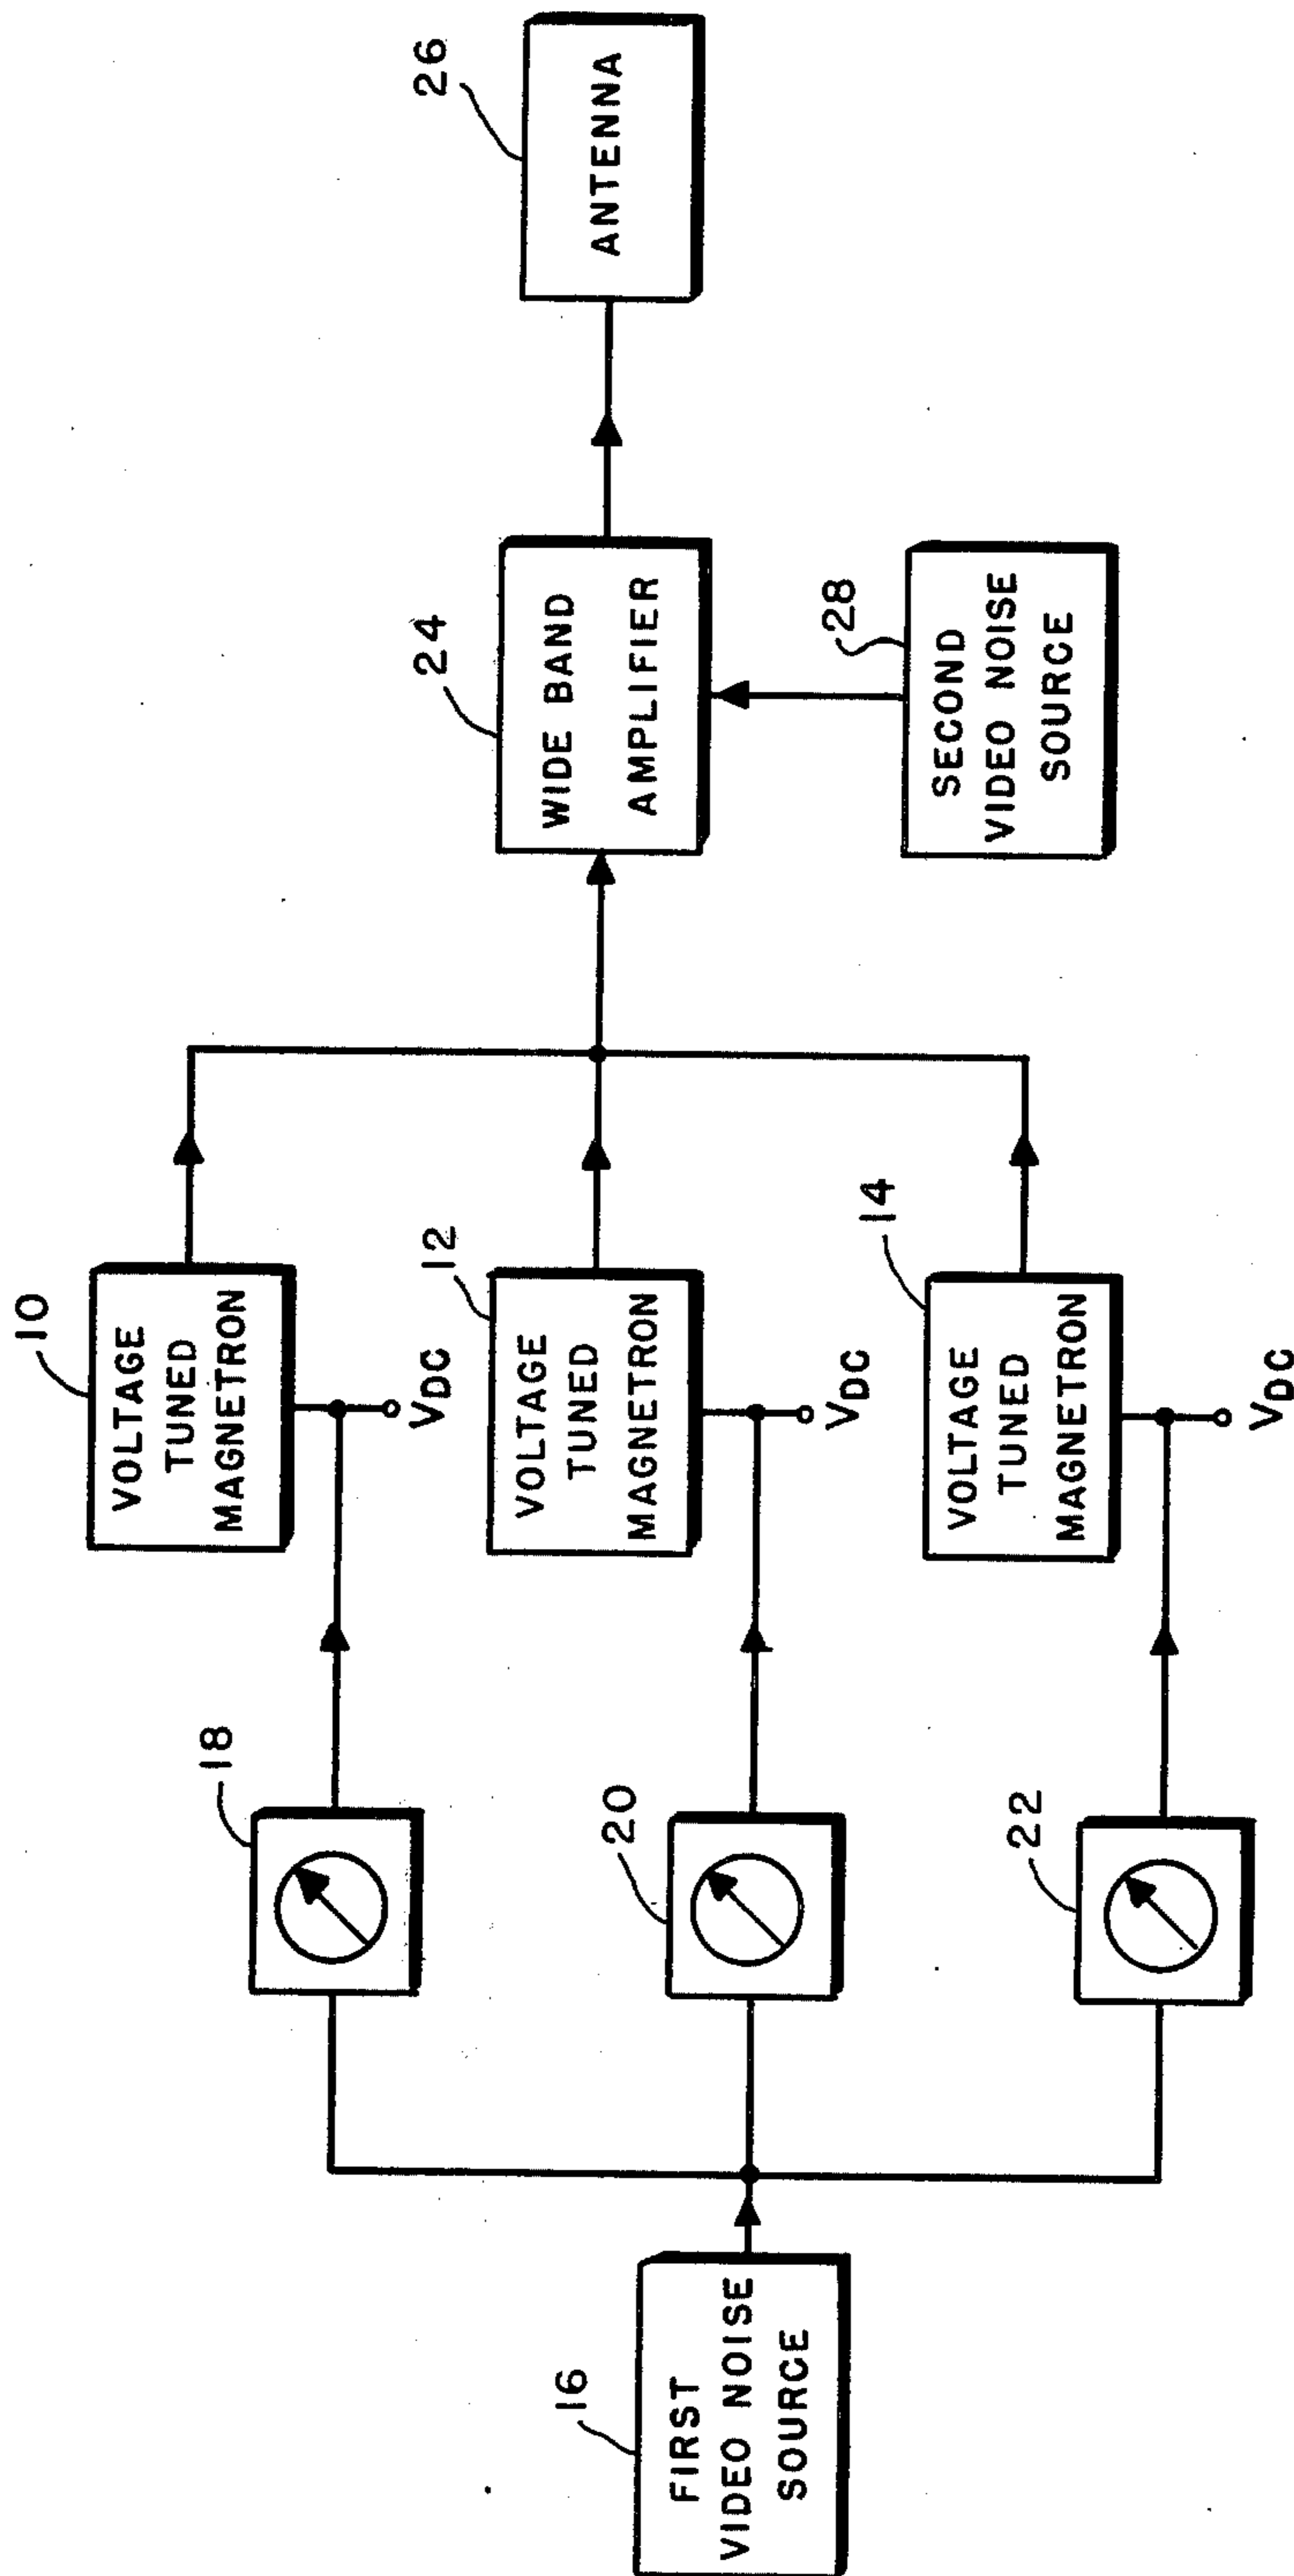 10
VOLTAGE
TUNED
MAGNETRON
VDC
12
VOLTAGE
TUNED
MAGNETRON
VDC
14
VOLTAGE
TUNED
MAGNETRON
VDC
16
FIRST
VIDEO NOISE
SOURCE
18
20
22
24
WIDE BAND
AMPLIFIER
26
ANTENNA
28
SECOND
VIDEO NOISE
SOURCE